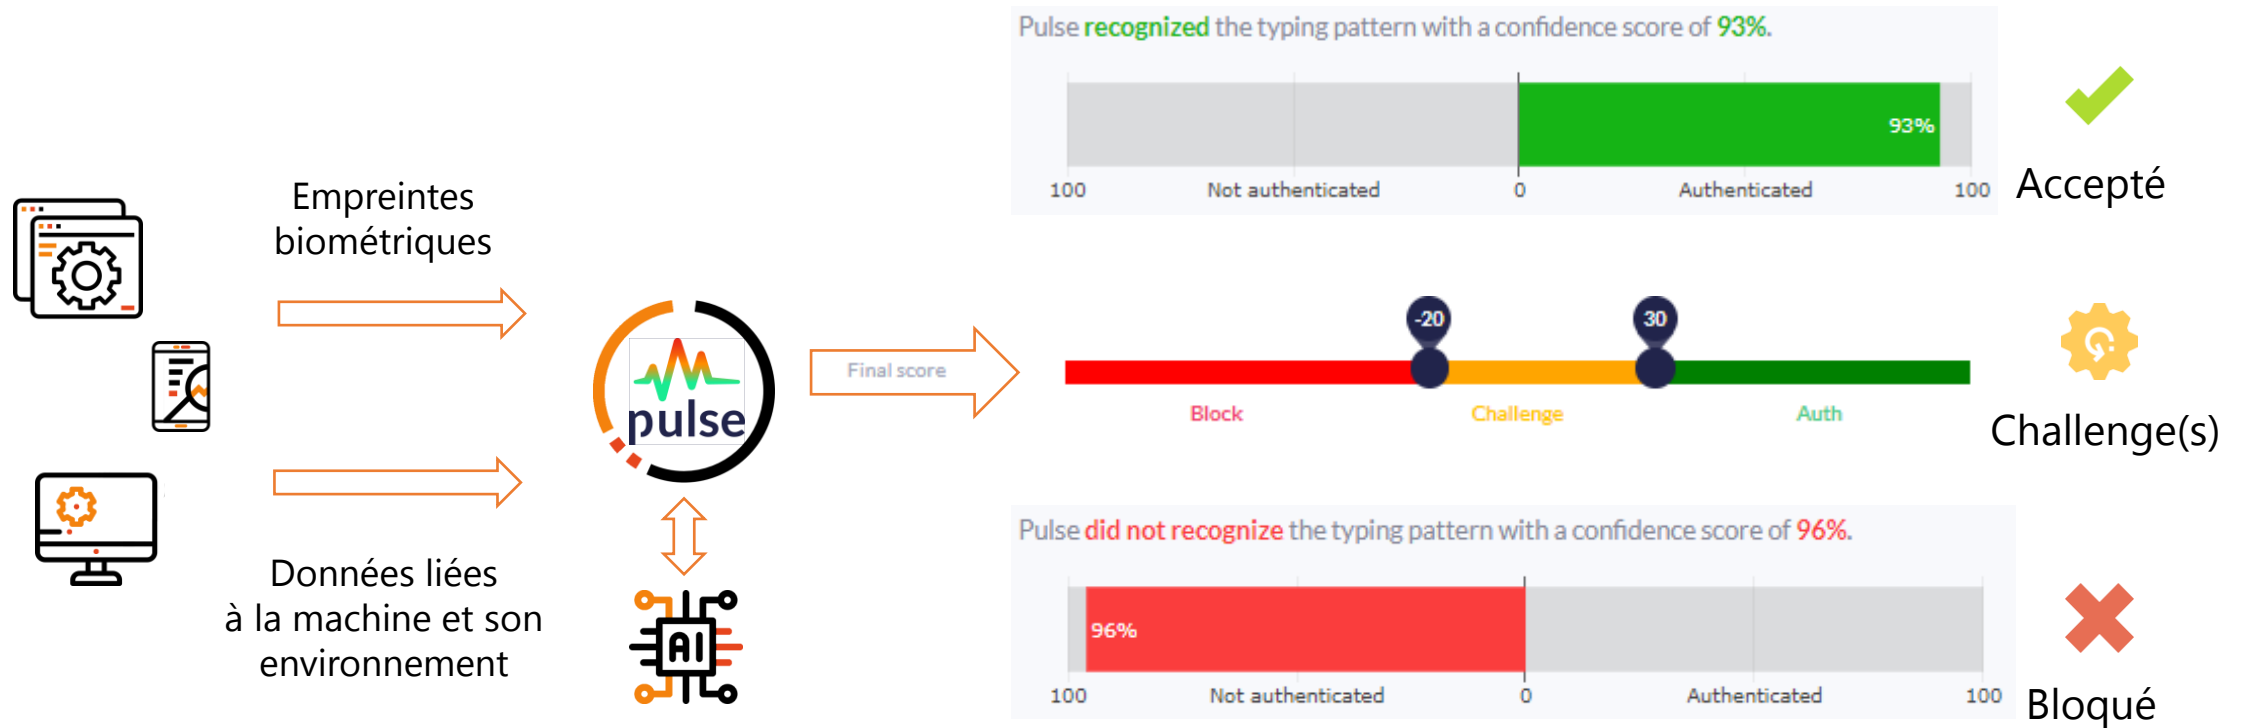 Pulse recognized the typing pattern with a confidence score of 93%.
93%
100 Not authenticated 0 Authenticated 100
Accepté
Empreintes
biométriques
pulse
Final score
-20 30
Block Challenge Auth
Challenge(s)
Données liées
à la machine et son
environnement
AI
Pulse did not recognize the typing pattern with a confidence score of 96%.
96%
100 Not authenticated 0 Authenticated 100
Bloqué